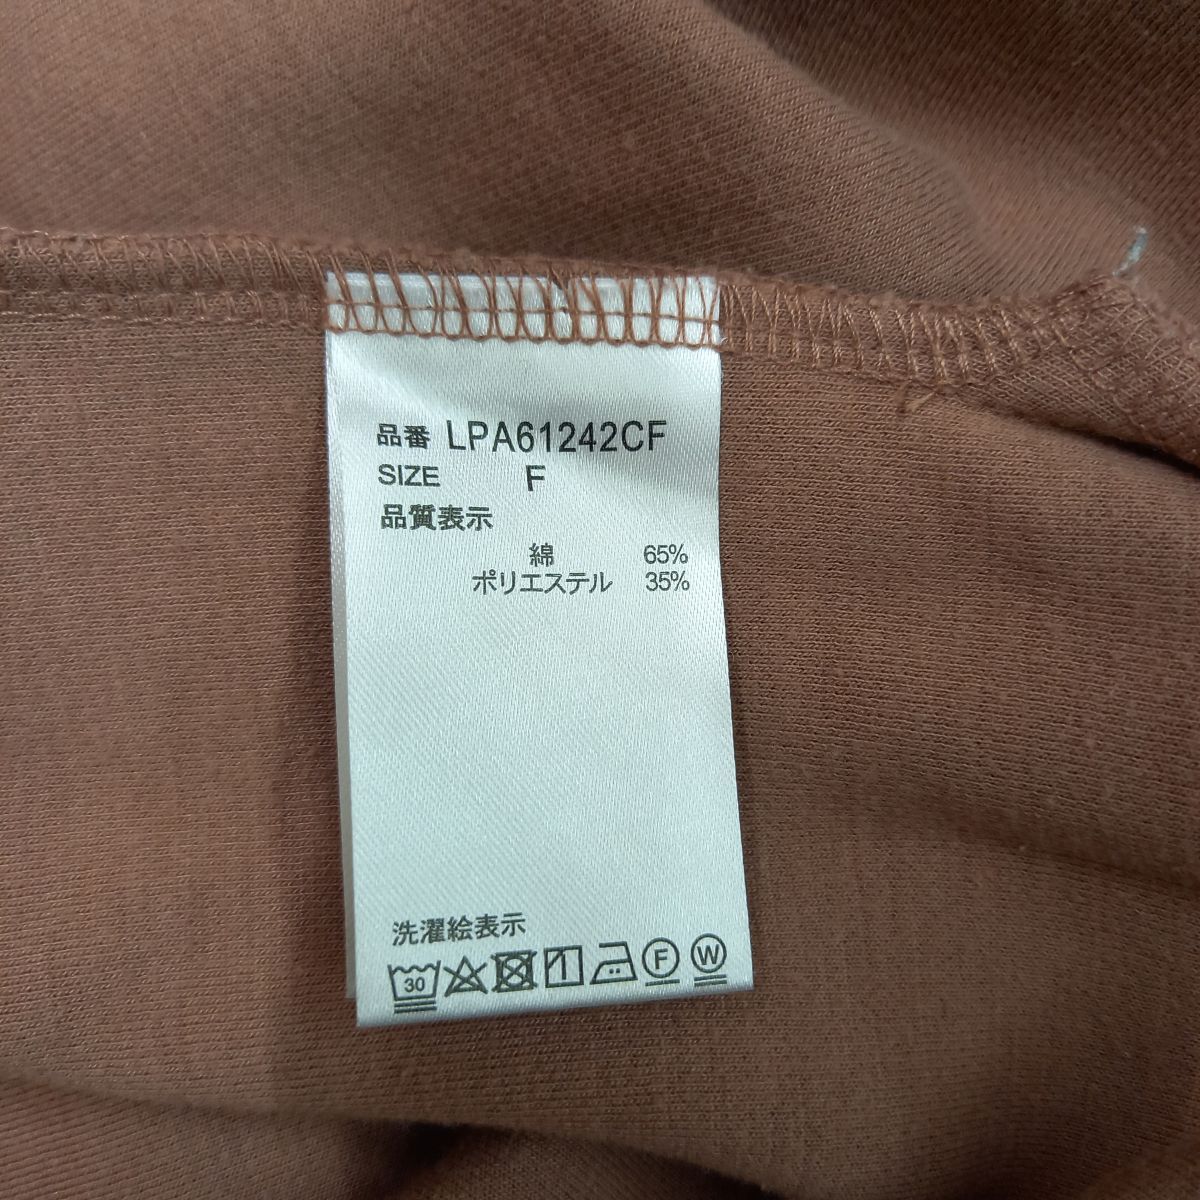 品番 LPA61242CF
SIZE F
品質表示
綿 65%
ポリエステル 35%
洗濯絵表示
30 F W